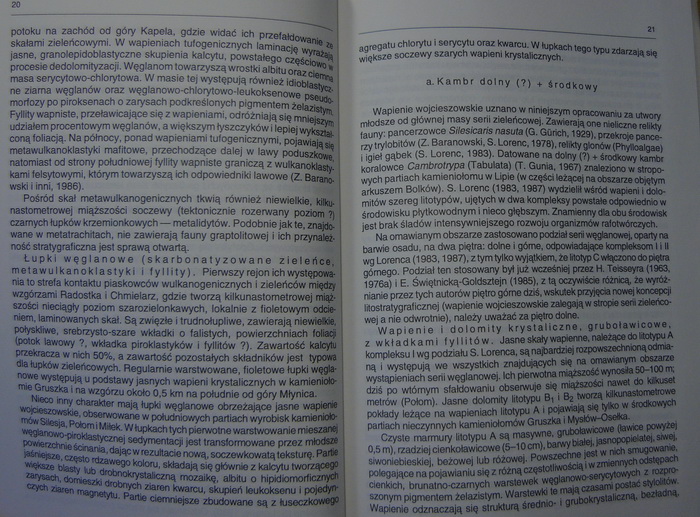 20
potoku na zachód od góry Kapela, gdzie widać ich przefałdowanie ze
skałami zieleńcowymi. W wapieniach tufogenicznych laminację wyrażają
jasne, granolepidoblastyczne skupienia kalcytu, powstałego częściowo w
procesie dedolomityzacji. Węglanom towarzyszą wrostki albitu oraz ciemna
masa serycytowo-chlorytowa. W masie tej występują również idioblastycz-
ne ziarna węglanów oraz węglanowo-chlorytowo-leukoksenowe pseudo-
morfozy po piroksenach o zarysach podkreślonych pigmentem żelazistym.
Fyllity wapniste, przeławicające się z wapieniami, odróżniają się mniejszym
udziałem procentowym węglanów, a większym łyszczyków i lepiej wykształ-
coną foliacją. Na północy, ponad wapieniami tufogenicznymi, pojawiają się
metawulkanoklastyki mafitowe, przechodzące dalej w lawy poduszkowe,
natomiast od strony południowej fyllity wapniste graniczą z wulkanoklasty-
kami felsytowymi, którym towarzyszą ich odpowiedniki lawowe (Z. Barano-
wski i inni, 1986).
Pośród skał metawulkanogenicznych tkwią również niewielkie, kilku-
nastometrowej miąższości soczewy (tektonicznie rozerwany poziom ?)
czarnych łupków krzemionkowych — metalidytów. Podobnie jak te, znajdo-
wane w metatrachitach, nie zawierają fauny graptolitowej i ich przynależ-
ność stratygraficzna jest sprawą otwartą.
Łupki węglanowe (skarbonatyzowane zieleńce,
metawulkanoklastyki i fyllity). Pierwszy rejon ich występowa-
nia to strefa kontaktu piaskowców wulkanogenicznych i zieleńców między
wzgórzami Radostka i Chmielarz, gdzie tworzą kilkunastometrowej miąż-
szości nieciągły poziom szarozielonkawych, lokalnie z fioletowym odcie-
niem, laminowanych skał. Są zwięzłe i trudnołupliwe, zawierają niewielkie,
połyskliwe, srebrzysto-szare wkładki o falistych, powierzchniach foliacji
(potok lawowy ?, wkładka piroklastyków i fyllitów ?). Zawartość kalcytu
przekracza w nich 50%, a zawartość pozostałych składników jest typowa
dla łupków zieleńcowych. Regularnie warstwowane, fioletowe łupki węgla-
nowe występują u podstawy jasnych wapieni krystalicznych w kamienioło-
mie Gruszka i na wzgórzu około 0,5 km na południe od góry Młynica.
Nieco inny charakter mają łupki węglanowe obrzeżające jasne wapienie
wojcieszowskie, obserwowane w południowych partiach wyrobisk kamienioło-
mów Silesja, Połom i Miłek. W łupkach tych pierwotne warstwowanie mieszanej
węglanowo-piroklastycznej sedymentacji jest transformowane przez młodsze
powierzchnie ścinania, dając w rezultacie nową, soczewkowatą teksturę. Partie
jaśniejsze, często rdzawego koloru, składają się głównie z kalcytu tworzącego
większe blasty lub drobnokrystaliczną mozaikę, albitu o hipidiomorficznych
zarysach, domieszki drobnych ziaren kwarcu, skupień leukoksenu i pojedyn-
czych ziaren magnetytu. Partie ciemniejsze zbudowane są z łuseczkowego
21
agregatu chlorytu i serycytu oraz kwarcu. W łupkach tego typu zdarzają się
większe soczewy szarych wapieni krystalicznych.
a. Kambr dolny (?) + środkowy
Wapienie wojcieszowskie uznano w niniejszym opracowaniu za utwory
młodsze od głównej masy serii zieleńcowej. Zawierają one nieliczne relikty
fauny: pancerzowce Silesicaris nasuta (G. Gürich, 1929), przekroje pance-
rzy trylobitów (Z. Baranowski, S. Lorenc, 1978), relikty glonów (Phylloalgae)
i igieł gąbek (S. Lorenc, 1983). Datowane na dolny (?) + środkowy kambr
koralowce Cambrotrypa (Tabulata) (T. Gunia, 1967) znaleziono w stropo-
wych partiach kamieniołomu w Lipie (w części leżącej na obszarze objętym
arkuszem Bolków). S. Lorenc (1983, 1987) wydzielił wśród wapieni i dolo-
mitów szereg litotypów, ujętych w dwa kompleksy powstałe odpowiednio w
środowisku płytkowodnym i nieco głębszym. Znamienny dla obu środowisk
jest brak śladów intensywniejszego rozwoju organizmów rafotwórczych.
Na omawianym obszarze zastosowano podział serii węglanowej, oparty na
barwie osadu, na dwa piętra: dolne i górne, odpowiadające kompleksom I i II
wg Lorenca (1983, 1987), z tym tylko wyjątkiem, że litotyp C włączono do piętra
górnego. Podział ten stosowany był już wcześniej przez H. Teisseyra (1963,
1976a) i E. Świętnicką-Goldsztejn (1985), z tą oczywiście różnicą, że wyróż-
nianie przez tych autorów piętro górne dziś, wskutek przyjęcia nowej koncepcji
litostratygraficznej (wapienie wojcieszowskie zalegają w stropie serii zieleńco-
wej a nie odwrotnie), należy uważać za piętro dolne.
Wapienie i dolomity krystaliczne, gruboławicowe,
z wkładkami fyllitów. Jasne skały wapienne, należące do litotypu A
kompleksu I wg podziału S. Lorenca, są najbardziej rozpowszechnioną odmia-
ną i występują we wszystkich znajdujących się na omawianym obszarze
wystąpieniach serii węglanowej. Ich pierwotna miąższość wynosiła 50–100 m;
dziś po wtórnym sfałdowaniu obserwuje się miąższości nawet do kilkuset
metrów (Połom). Jasne dolomity litotypu B₁ i B₂ tworzą kilkunastometrowe
pokłady leżące na wapieniach litotypu A i pojawiają się tylko w środkowych
partiach nieczynnych kamieniołomów Gruszka i Mysłów-Osełka.
Czyste marmury litotypu A są masywne, gruboławicowe (ławice powyżej
0,5 m), rzadziej cienkoławicowe (5–10 cm), barwy białej, jasnopopielatej, siwej,
siwoniebieskiej, beżowej lub różowej. Powszechne jest w nich smugowanie,
polegające na pojawianiu się z różną częstotliwością i w zmiennych odstępach
cienkich, brunatno-czarnych warstewek węglanowo-serycytowych z rozpro-
szonym pigmentem żelazistym. Warstewki te mają czasami postać stylolitów.
Wapienie odznaczają się strukturą średnio- i grubokrystaliczną, bezładną,